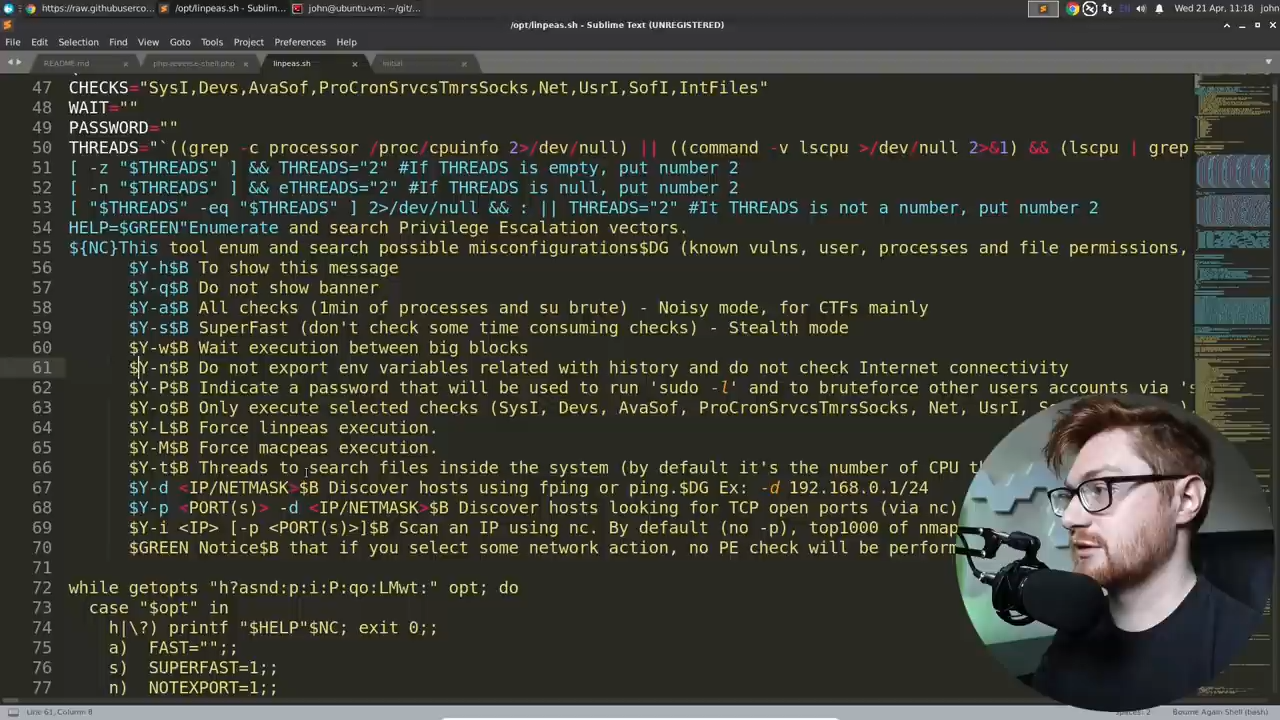 https://raw.githubuserco... /opt/linpeas.sh - Sublim... john@ubuntu-vm: ~/git/... Wed 21 Apr, 11:18 john
/opt/linpeas.sh - Sublime Text (UNREGISTERED)
File Edit Selection Find View Goto Tools Project Preferences Help
README.md php-reverse-shell.php linpeas.sh initial
47 CHECKS="SysI,Devs,AvaSof,ProCronSrvcsTmrsSocks,Net,UsrI,SofI,IntFiles"
48 WAIT=""
49 PASSWORD=""
50 THREADS="`((grep -c processor /proc/cpuinfo 2>/dev/null) || ((command -v lscpu >/dev/null 2>&1) && (lscpu | grep
51 [ -z "$THREADS" ] && THREADS="2" #If THREADS is empty, put number 2
52 [ -n "$THREADS" ] && eTHREADS="2" #If THREADS is null, put number 2
53 [ "$THREADS" -eq "$THREADS" ] 2>/dev/null && : || THREADS="2" #It THREADS is not a number, put number 2
54 HELP=$GREEN"Enumerate and search Privilege Escalation vectors.
55 ${NC}This tool enum and search possible misconfigurations$DG (known vulns, user, processes and file permissions,
56 $Y-h$B To show this message
57 $Y-q$B Do not show banner
58 $Y-a$B All checks (1min of processes and su brute) - Noisy mode, for CTFs mainly
59 $Y-s$B SuperFast (don't check some time consuming checks) - Stealth mode
60 $Y-w$B Wait execution between big blocks
61 $Y-n$B Do not export env variables related with history and do not check Internet connectivity
62 $Y-P$B Indicate a password that will be used to run 'sudo -l' and to bruteforce other users accounts via 's
63 $Y-o$B Only execute selected checks (SysI, Devs, AvaSof, ProCronSrvcsTmrsSocks, Net, UsrI, S
64 $Y-L$B Force linpeas execution.
65 $Y-M$B Force macpeas execution.
66 $Y-t$B Threads to search files inside the system (by default it's the number of CPU th
67 $Y-d <IP/NETMASK>$B Discover hosts using fping or ping.$DG Ex: -d 192.168.0.1/24
68 $Y-p <PORT(s)> -d <IP/NETMASK>$B Discover hosts looking for TCP open ports (via nc)
69 $Y-i <IP> [-p <PORT(s)>]$B Scan an IP using nc. By default (no -p), top1000 of nmap
70 $GREEN Notice$B that if you select some network action, no PE check will be perform
71
72 while getopts "h?asnd:p:i:P:qo:LMwt:" opt; do
73 case "$opt" in
74 h|\?) printf "$HELP"$NC; exit 0;;
75 a) FAST="";;
76 s) SUPERFAST=1;;
77 n) NOTEXPORT=1;;
Line 61, Column 8 Spaces: 2 Bourne Again Shell (bash)